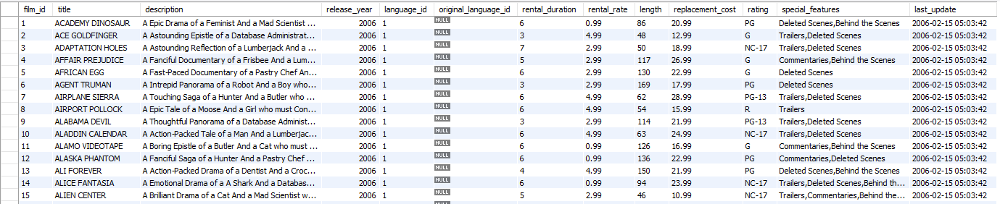 film_id title description release_year language_id original_language_id rental_duration rental_rate length replacement_cost rating special_features last_update
1 ACADEMY DINOSAUR A Epic Drama of a Feminist And a Mad Scientist ... 2006 1 NULL 6 0.99 86 20.99 PG Deleted Scenes,Behind the Scenes 2006-02-15 05:03:42
2 ACE GOLDFINGER A Astounding Epistle of a Database Administrat... 2006 1 NULL 3 4.99 48 12.99 G Trailers,Deleted Scenes 2006-02-15 05:03:42
3 ADAPTATION HOLES A Astounding Reflection of a Lumberjack And a ... 2006 1 NULL 7 2.99 50 18.99 NC-17 Trailers,Deleted Scenes 2006-02-15 05:03:42
4 AFFAIR PREJUDICE A Fanciful Documentary of a Frisbee And a Lum... 2006 1 NULL 5 2.99 117 26.99 G Commentaries,Behind the Scenes 2006-02-15 05:03:42
5 AFRICAN EGG A Fast-Paced Documentary of a Pastry Chef An... 2006 1 NULL 6 2.99 130 22.99 G Deleted Scenes 2006-02-15 05:03:42
6 AGENT TRUMAN A Intrepid Panorama of a Robot And a Boy who... 2006 1 NULL 3 2.99 169 17.99 PG Deleted Scenes 2006-02-15 05:03:42
7 AIRPLANE SIERRA A Touching Saga of a Hunter And a Butler who ... 2006 1 NULL 6 4.99 62 28.99 PG-13 Trailers,Deleted Scenes 2006-02-15 05:03:42
8 AIRPORT POLLOCK A Epic Tale of a Moose And a Girl who must Con... 2006 1 NULL 6 4.99 54 15.99 R Trailers 2006-02-15 05:03:42
9 ALABAMA DEVIL A Thoughtful Panorama of a Database Administ... 2006 1 NULL 3 2.99 114 21.99 PG-13 Trailers,Deleted Scenes 2006-02-15 05:03:42
10 ALADDIN CALENDAR A Action-Packed Tale of a Man And a Lumberjac... 2006 1 NULL 6 4.99 63 24.99 NC-17 Trailers,Deleted Scenes 2006-02-15 05:03:42
11 ALAMO VIDEOTAPE A Boring Epistle of a Butler And a Cat who must ... 2006 1 NULL 6 0.99 126 16.99 G Commentaries,Behind the Scenes 2006-02-15 05:03:42
12 ALASKA PHANTOM A Fanciful Saga of a Hunter And a Pastry Chef ... 2006 1 NULL 6 0.99 136 22.99 PG Commentaries,Deleted Scenes 2006-02-15 05:03:42
13 ALI FOREVER A Action-Packed Drama of a Dentist And a Croc... 2006 1 NULL 4 4.99 150 21.99 PG Deleted Scenes,Behind the Scenes 2006-02-15 05:03:42
14 ALICE FANTASIA A Emotional Drama of a A Shark And a Databas... 2006 1 NULL 6 0.99 94 23.99 NC-17 Trailers,Deleted Scenes,Behind th... 2006-02-15 05:03:42
15 ALIEN CENTER A Brilliant Drama of a Cat And a Mad Scientist w... 2006 1 NULL 5 2.99 46 10.99 NC-17 Trailers,Commentaries,Behind the... 2006-02-15 05:03:42